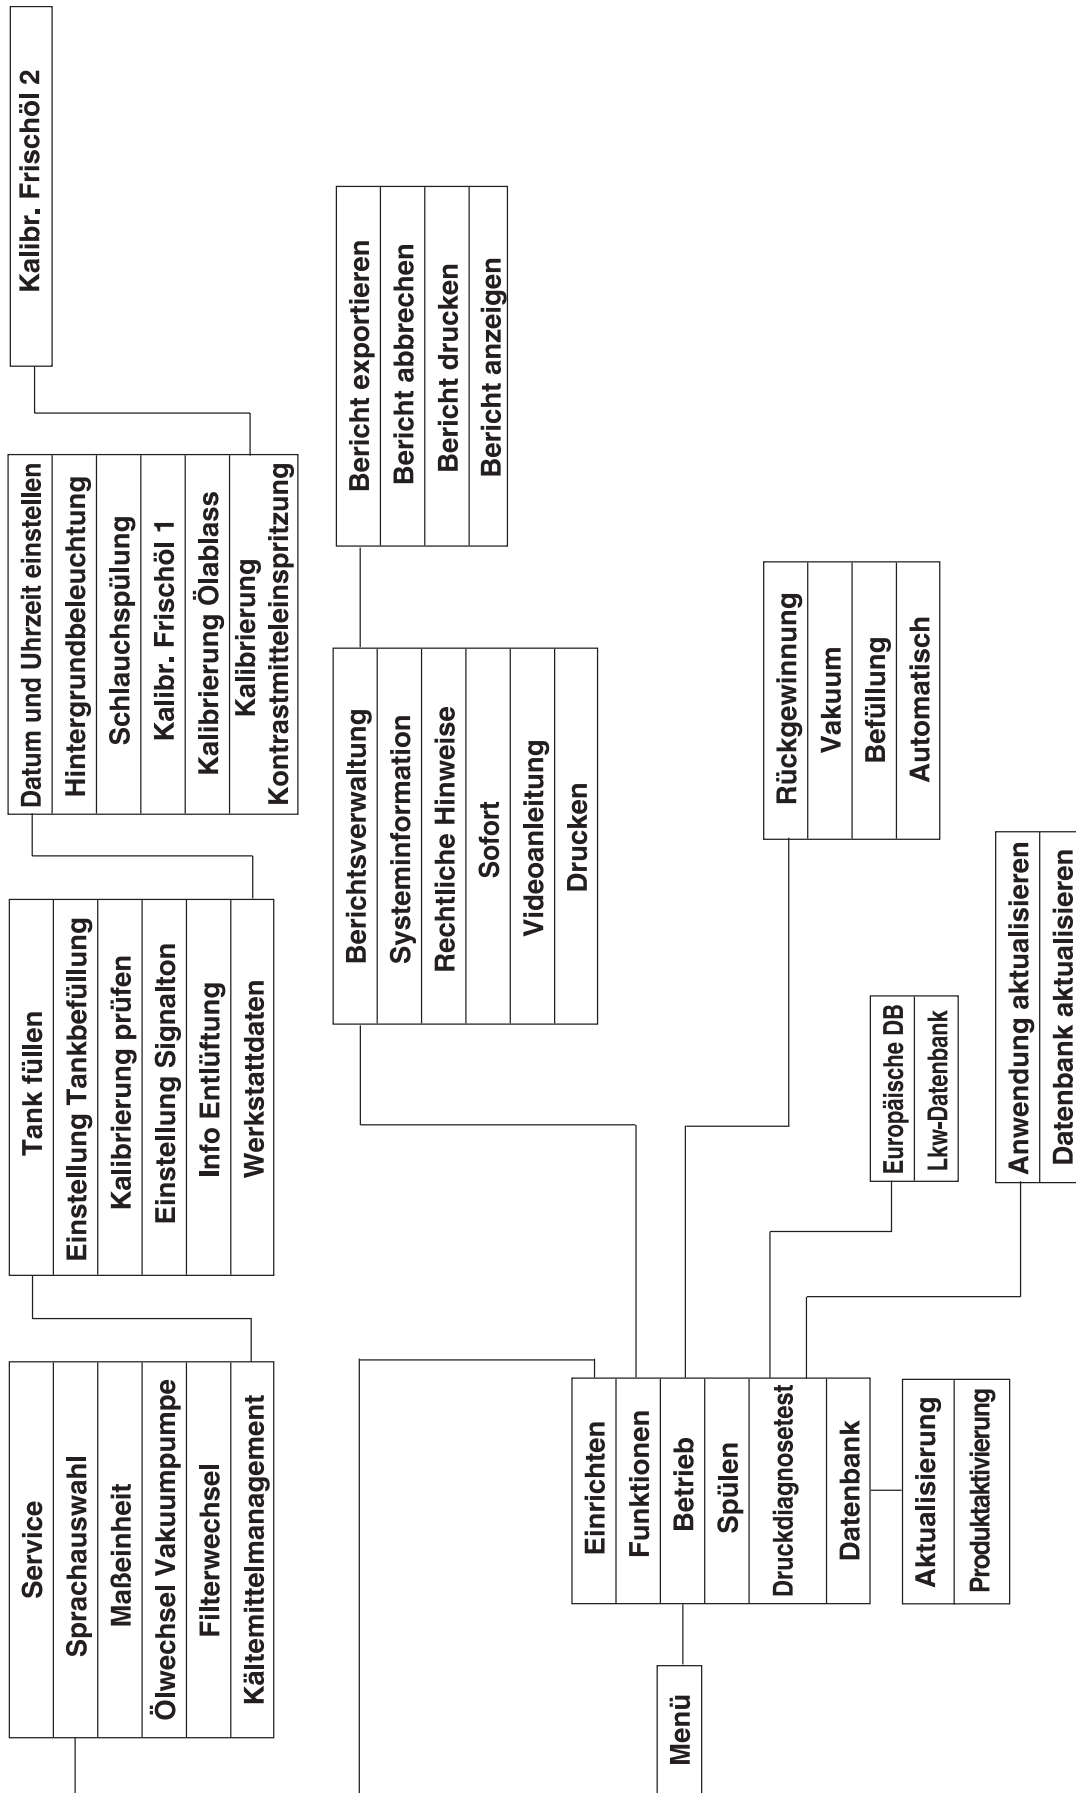 Menü
Einrichten
Funktionen
Betrieb
Spülen
Druckdiagnosetest
Datenbank
Service
Sprachauswahl
Maßeinheit
Ölwechsel Vakuumpumpe
Filterwechsel
Kältemittelmanagement
Tank füllen
Einstellung Tankbefüllung
Kalibrierung prüfen
Einstellung Signalton
Info Entlüftung
Werkstattdaten
Datum und Uhrzeit einstellen
Hintergrundbeleuchtung
Schlauchspülung
Kalibr. Frischöl 1
Kalibrierung Ölablass
Kalibrierung
Kontrastmitteleinspritzung
Kalibr. Frischöl 2
Berichtsverwaltung
Systeminformation
Rechtliche Hinweise
Sofort
Videoanleitung
Drucken
Bericht exportieren
Bericht abbrechen
Bericht drucken
Bericht anzeigen
Rückgewinnung
Vakuum
Befüllung
Automatisch
Europäische DB
Lkw-Datenbank
Anwendung aktualisieren
Datenbank aktualisieren
Aktualisierung
Produktaktivierung